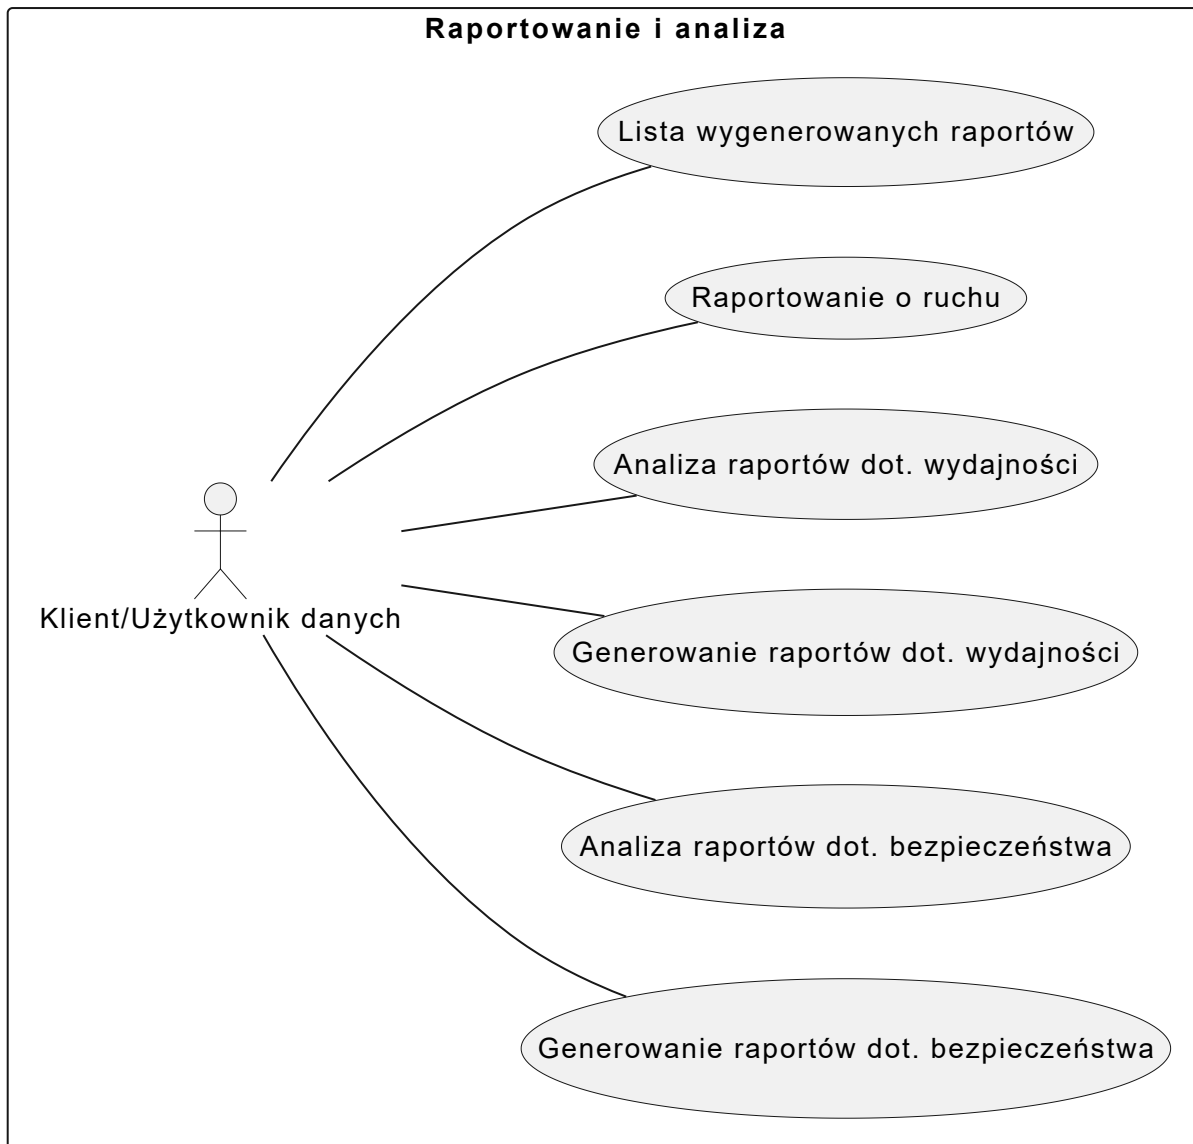 Raportowanie i analiza
Lista wygenerowanych raportów
Raportowanie o ruchu
Analiza raportów dot. wydajności
Klient/Użytkownik danych
Generowanie raportów dot. wydajności
Analiza raportów dot. bezpieczeństwa
Generowanie raportów dot. bezpieczeństwa